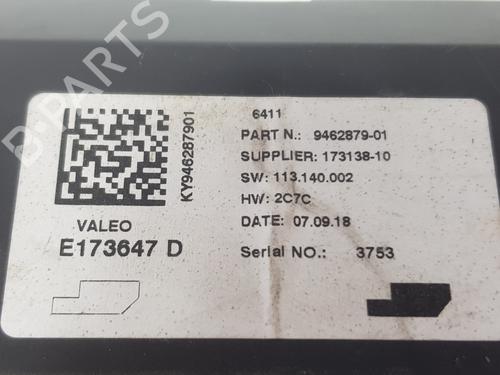 6411
PART N.: 9462879-01
SUPPLIER: 173138-10
SW: 113.140.002
HW: 2C7C
DATE: 07.09.18
Serial NO.: 3753
KY946287901
VALEO
E173647 D
B-PARTS